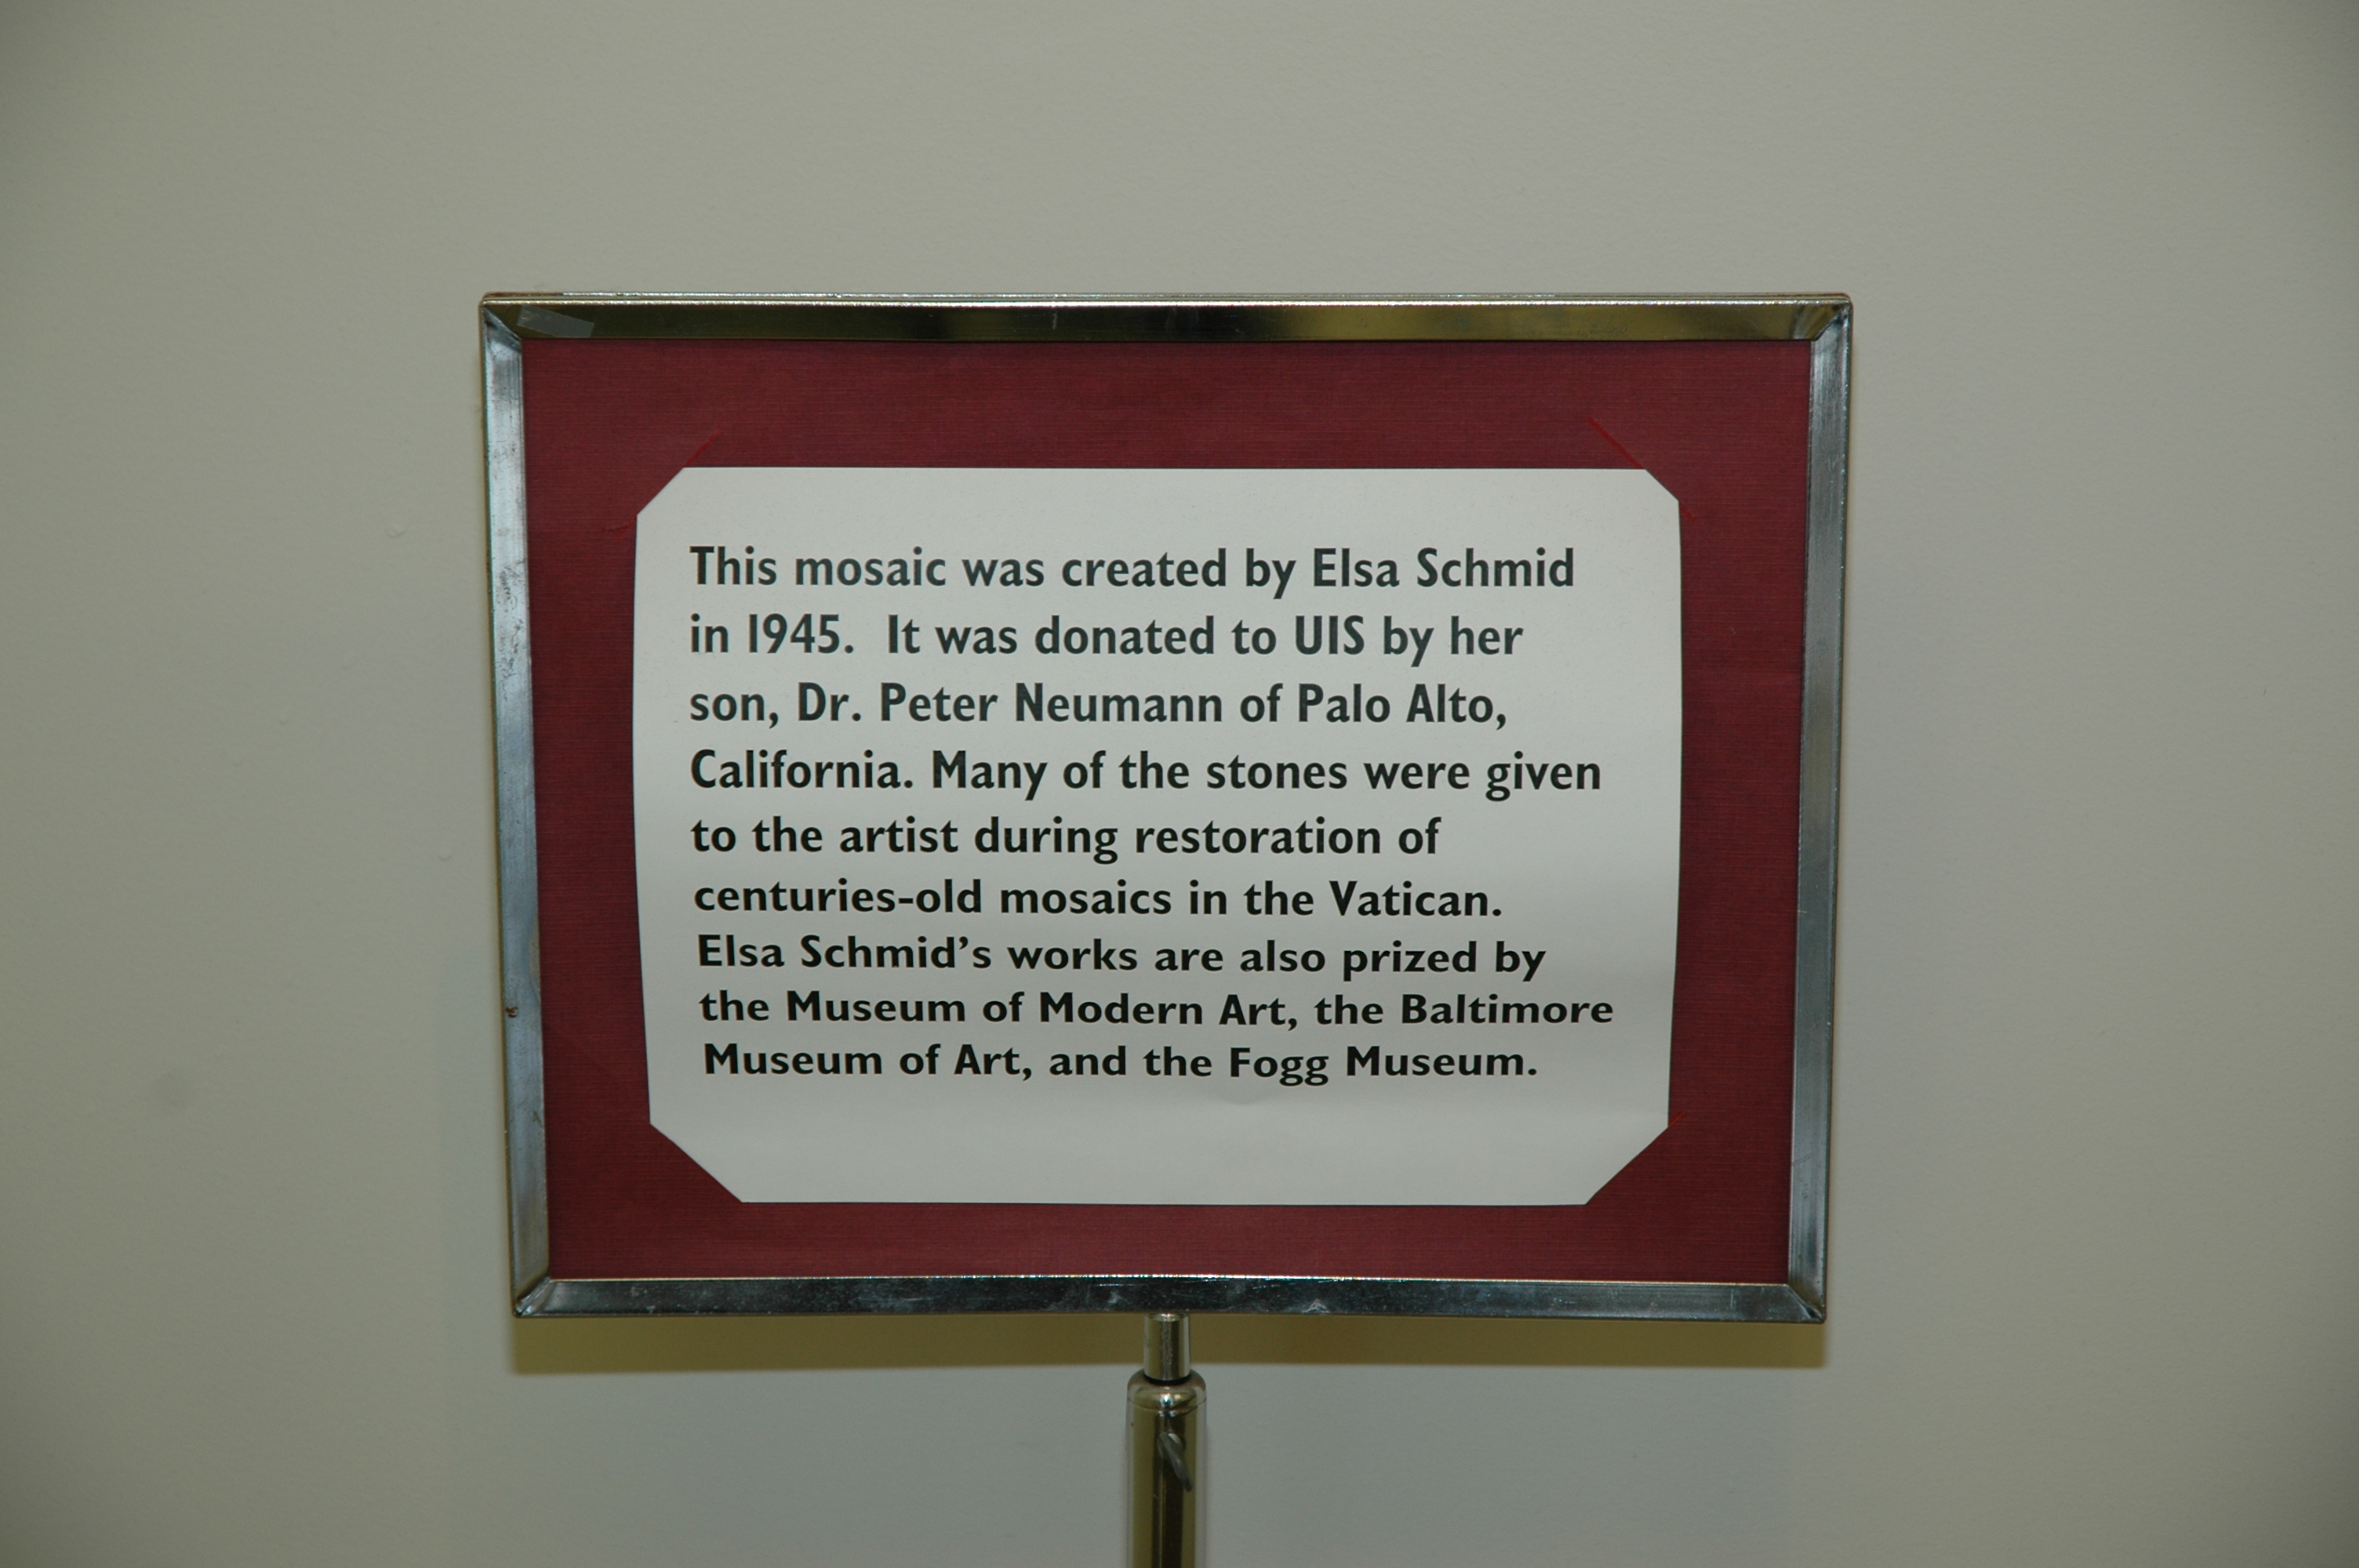 This mosaic was created by Elsa Schmid
in 1945.  It was donated to UIS by her
son, Dr. Peter Neumann of Palo Alto,
California. Many of the stones were given
to the artist during restoration of
centuries-old mosaics in the Vatican.
Elsa Schmid’s works are also prized by
the Museum of Modern Art, the Baltimore
Museum of Art, and the Fogg Museum.